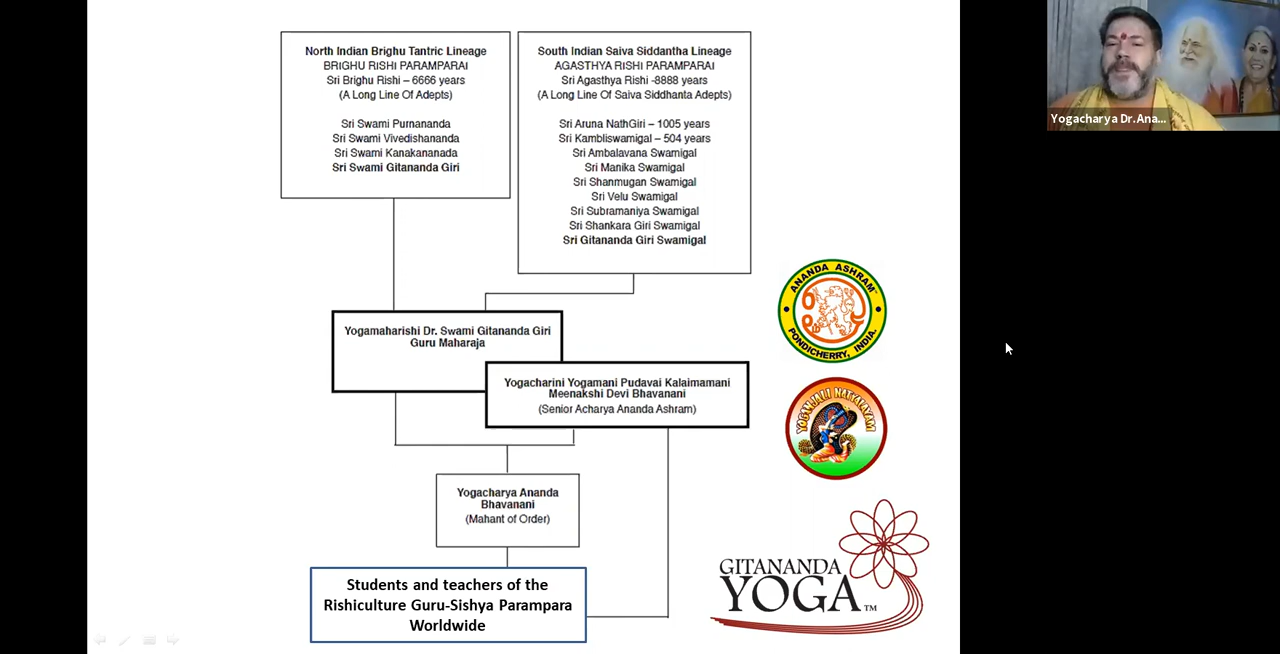 North Indian Brighu Tantric Lineage
BRIGHU RISHI PARAMPARAI
Sri Brighu Rishi – 6666 years
(A Long Line Of Adepts)
Sri Swami Purnananda
Sri Swami Vivedishananda
Sri Swami Kanakananada
Sri Swami Gitananda Giri
South Indian Saiva Siddantha Lineage
AGASTHYA RISHI PARAMPARAI
Sri Agasthya Rishi -8888 years
(A Long Line Of Saiva Siddhanta Adepts)
Sri Aruna NathGiri – 1005 years
Sri Kambliswamigal – 504 years
Sri Ambalavana Swamigal
Sri Manika Swamigal
Sri Shanmugan Swamigal
Sri Velu Swamigal
Sri Subramaniya Swamigal
Sri Shankara Giri Swamigal
Sri Gitananda Giri Swamigal
Yogacharya Dr.Ana...
Yogamaharishi Dr. Swami Gitananda Giri
Guru Maharaja
Yogacharini Yogamani Pudavai Kalaimamani
Meenakshi Devi Bhavanani
(Senior Acharya Ananda Ashram)
ANANDA ASHRAM
PONDICHERRY, INDIA.
YOGANJALI NATYALAYAM
Yogacharya Ananda
Bhavanani
(Mahant of Order)
Students and teachers of the
Rishiculture Guru-Sishya Parampara
Worldwide
GITANANDA
YOGA TM